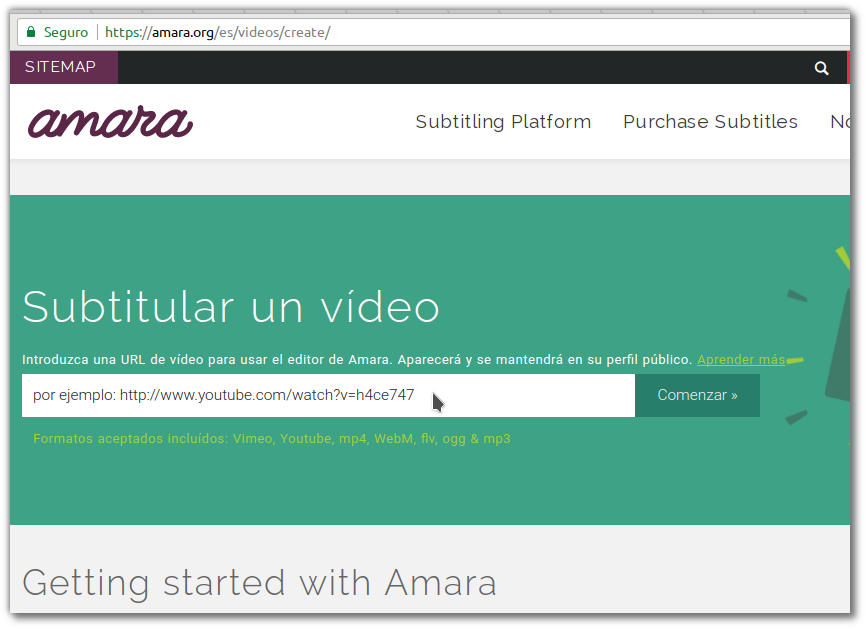 Seguro https://amara.org/es/videos/create/
SITEMAP
amara
Subtitling Platform Purchase Subtitles
Subtitular un vídeo
Introduzca una URL de vídeo para usar el editor de Amara. Aparecerá y se mantendrá en su perfil público. Aprender más
por ejemplo: http://www.youtube.com/watch?v=h4ce747 Comenzar »
Formatos aceptados incluídos: Vimeo, Youtube, mp4, WebM, flv, ogg & mp3
Getting started with Amara